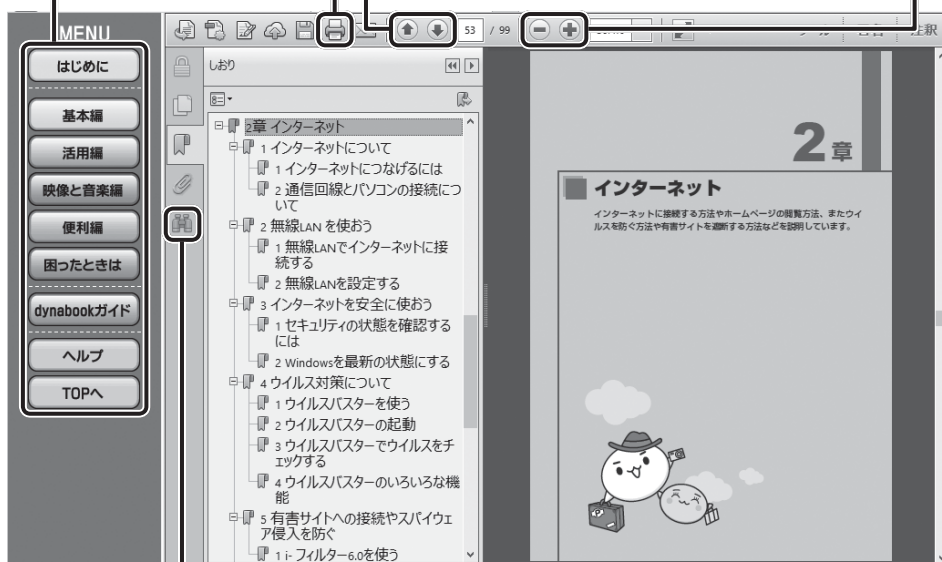 MENU
はじめに
基本編
活用編
映像と音楽編
便利編
困ったときは
dynabookガイド
ヘルプ
TOPへ
53 / 99
しおり
2章 インターネット
1 インターネットについて
1 インターネットにつなげるには
2 通信回線とパソコンの接続につ
いて
2 無線LAN を使おう
1 無線LANでインターネットに接
続する
2 無線LANを設定する
3 インターネットを安全に使おう
1 セキュリティの状態を確認する
には
2 Windowsを最新の状態にする
4 ウイルス対策について
1 ウイルスバスターを使う
2 ウイルスバスターの起動
3 ウイルスバスターでウイルスをチ
ェックする
4 ウイルスバスターのいろいろな機
能
5 有害サイトへの接続やスパイウェ
ア侵入を防ぐ
1 i- フィルター6.0を使う
2章
インターネット
インターネットに接続する方法やホームページの閲覧方法、またウイ
ルスを防ぐ方法や有害サイトを遮断する方法などを説明しています。